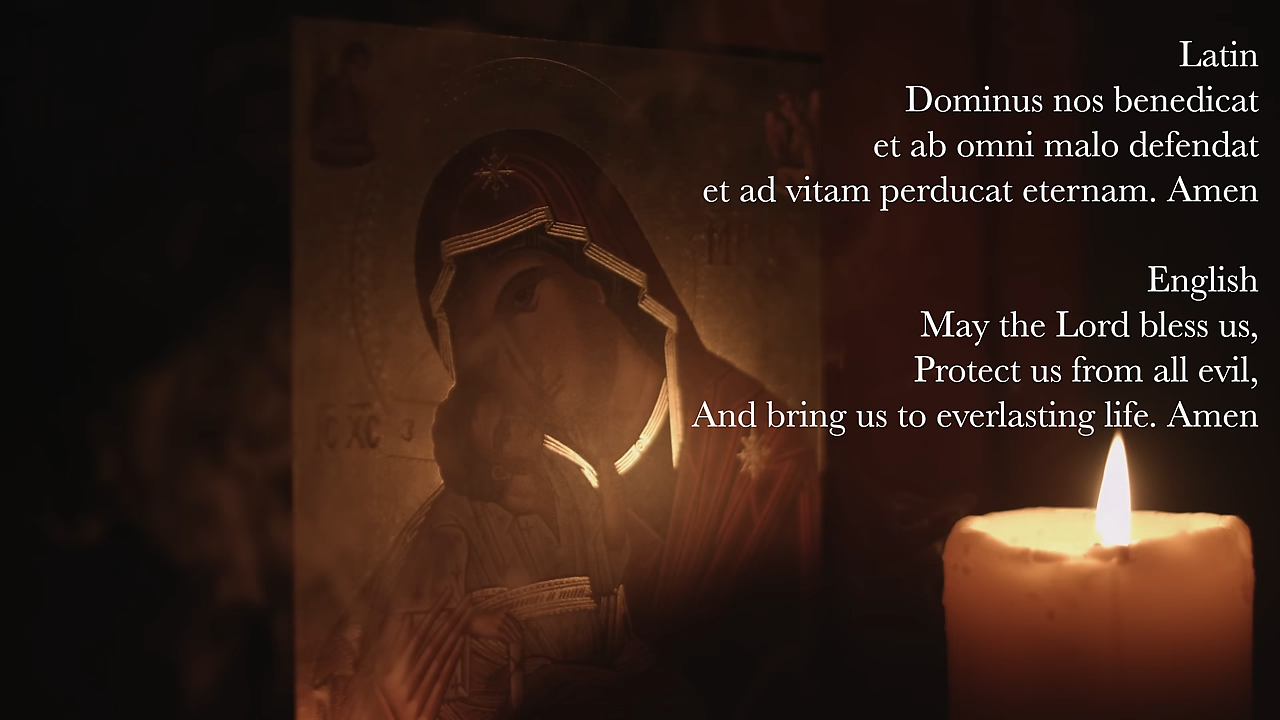 Latin
Dominus nos benedicat
et ab omni malo defendat
et ad vitam perducat eternam. Amen
English
May the Lord bless us,
Protect us from all evil,
And bring us to everlasting life. Amen
IC XC